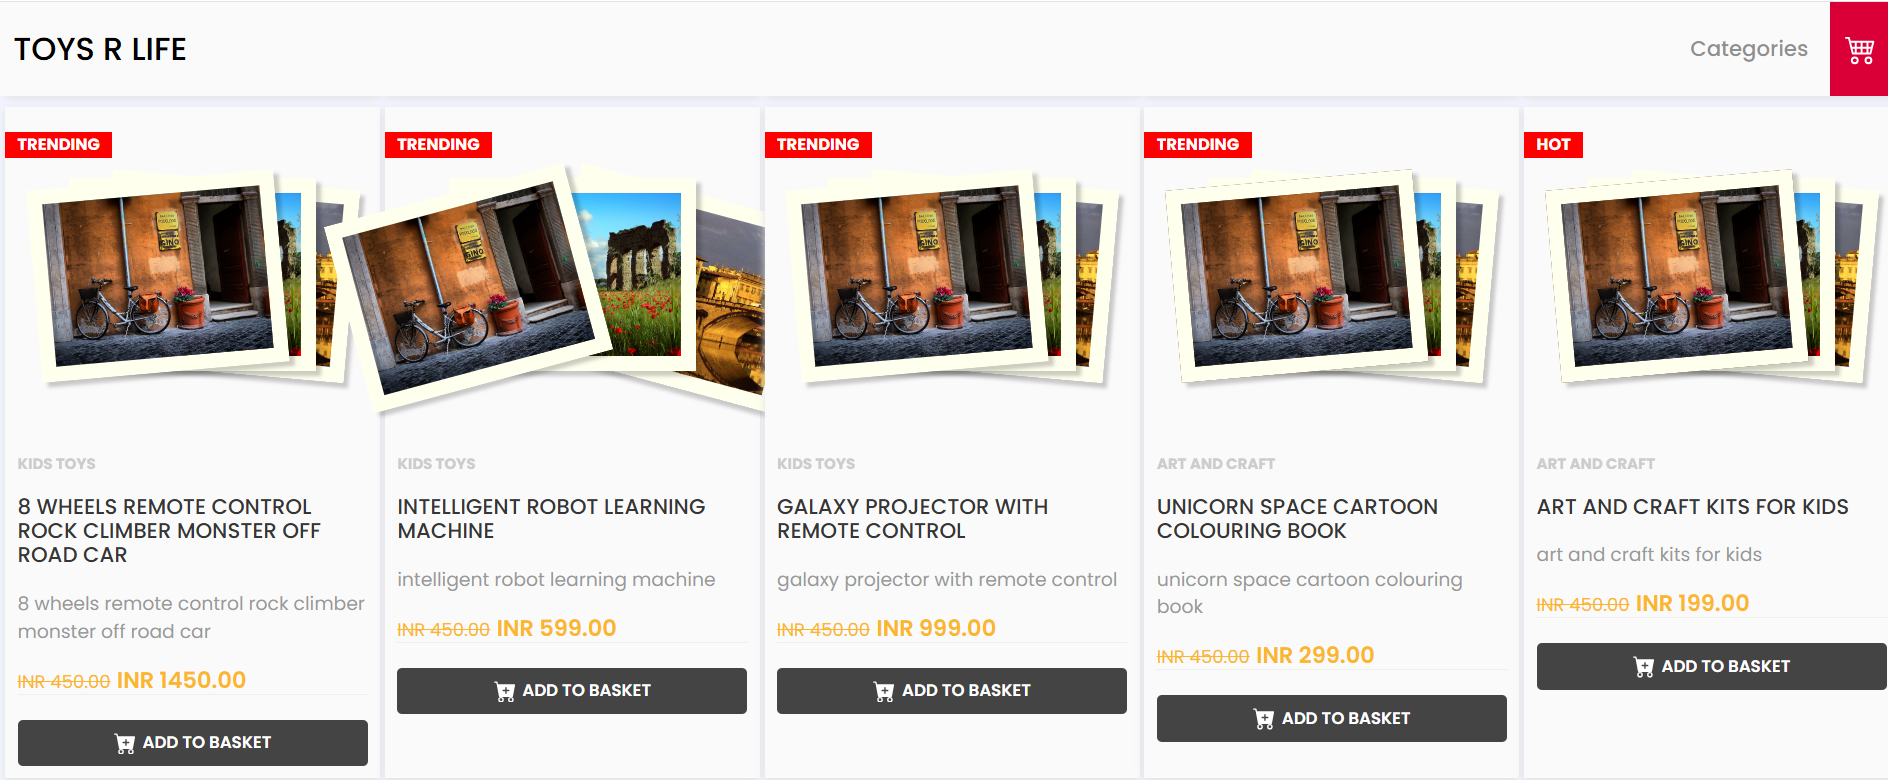 TOYS R LIFE
Categories
TRENDING
TRENDING
TRENDING
TRENDING
HOT
KIDS TOYS
8 WHEELS REMOTE CONTROL
ROCK CLIMBER MONSTER OFF
ROAD CAR
8 wheels remote control rock climber
monster off road car
INR 450.00 INR 1450.00
ADD TO BASKET
KIDS TOYS
INTELLIGENT ROBOT LEARNING
MACHINE
intelligent robot learning machine
INR 450.00 INR 599.00
ADD TO BASKET
KIDS TOYS
GALAXY PROJECTOR WITH
REMOTE CONTROL
galaxy projector with remote control
INR 450.00 INR 999.00
ADD TO BASKET
ART AND CRAFT
UNICORN SPACE CARTOON
COLOURING BOOK
unicorn space cartoon colouring
book
INR 450.00 INR 299.00
ADD TO BASKET
ART AND CRAFT
ART AND CRAFT KITS FOR KIDS
art and craft kits for kids
INR 450.00 INR 199.00
ADD TO BASKET